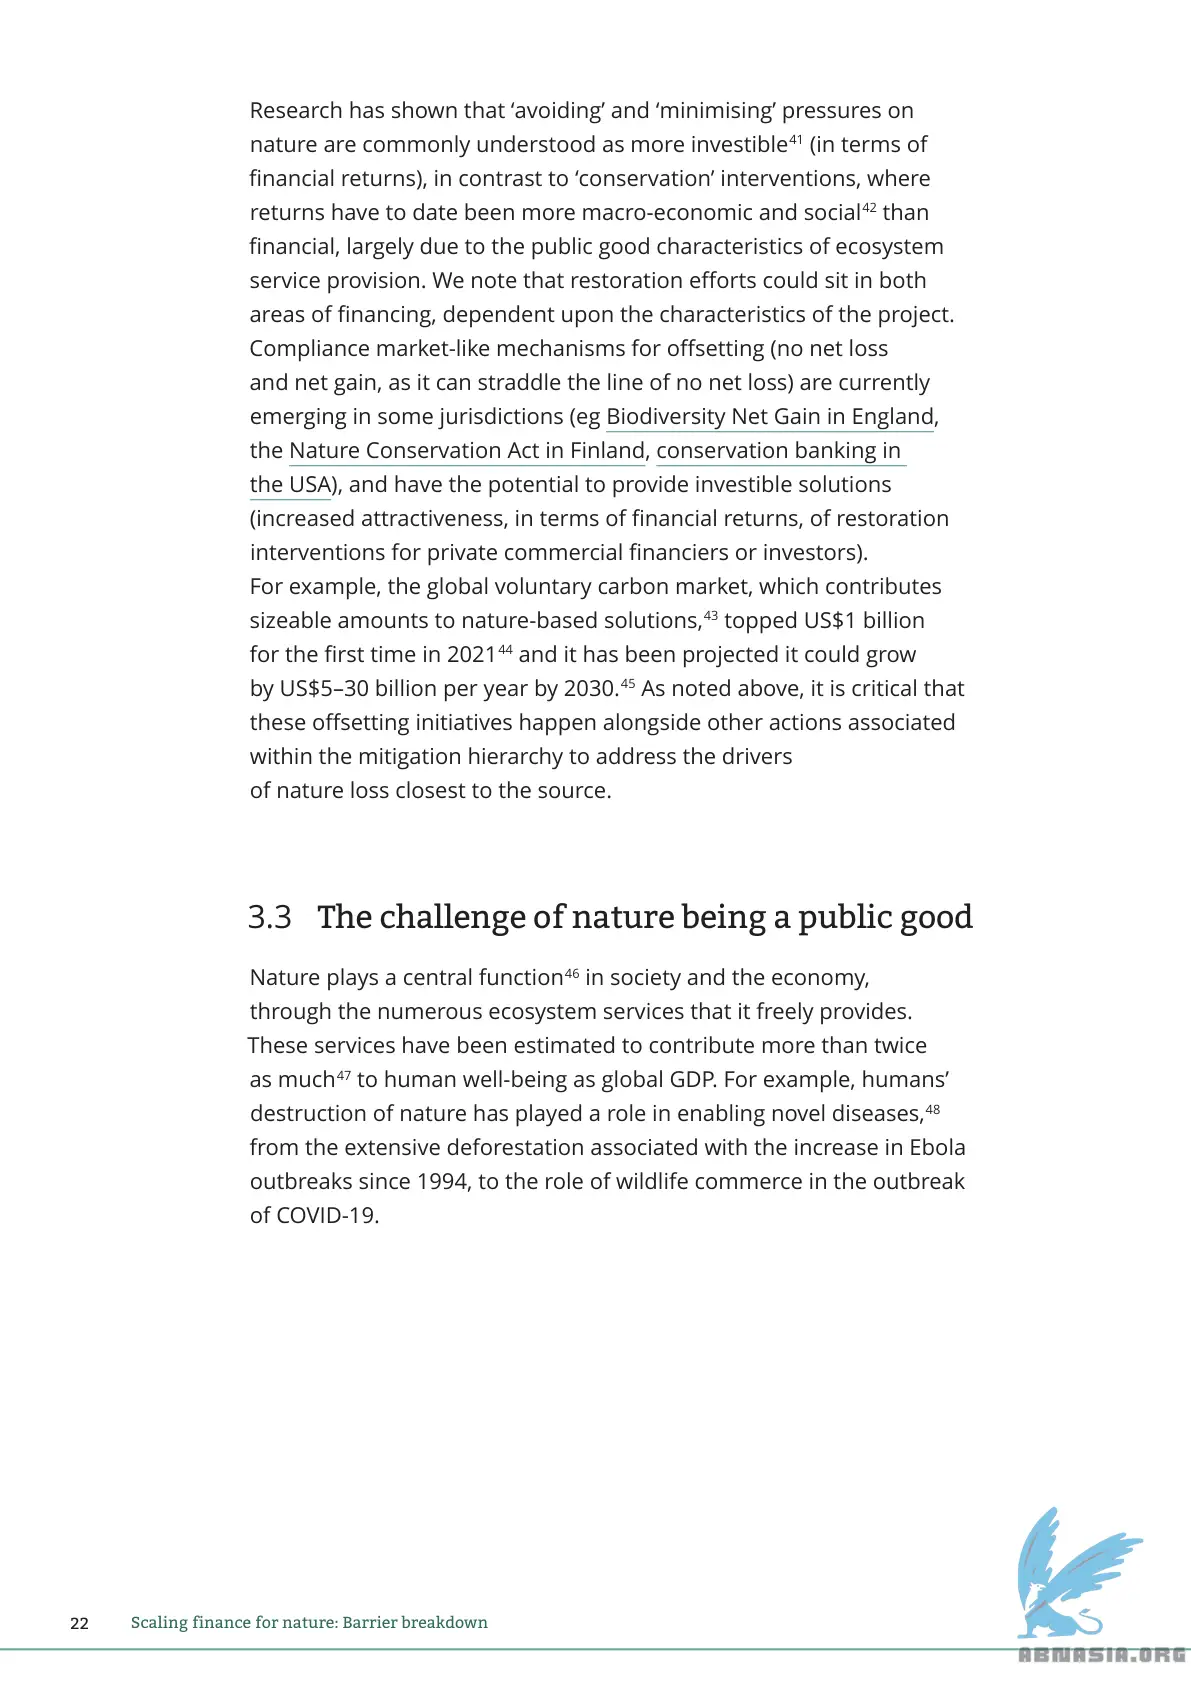 Research has shown that ‘avoiding’ and ‘minimising’ pressures on
nature are commonly understood as more investible41 (in terms of
financial returns), in contrast to ‘conservation’ interventions, where
returns have to date been more macro-economic and social42 than
financial, largely due to the public good characteristics of ecosystem
service provision. We note that restoration efforts could sit in both
areas of financing, dependent upon the characteristics of the project.
Compliance market-like mechanisms for offsetting (no net loss
and net gain, as it can straddle the line of no net loss) are currently
emerging in some jurisdictions (eg Biodiversity Net Gain in England,
the Nature Conservation Act in Finland, conservation banking in
the USA), and have the potential to provide investible solutions
(increased attractiveness, in terms of financial returns, of restoration
interventions for private commercial financiers or investors).
For example, the global voluntary carbon market, which contributes
sizeable amounts to nature-based solutions,43 topped US$1 billion
for the first time in 202144 and it has been projected it could grow
by US$5–30 billion per year by 2030.45 As noted above, it is critical that
these offsetting initiatives happen alongside other actions associated
within the mitigation hierarchy to address the drivers
of nature loss closest to the source.
3.3 The challenge of nature being a public good
Nature plays a central function46 in society and the economy,
through the numerous ecosystem services that it freely provides.
These services have been estimated to contribute more than twice
as much47 to human well-being as global GDP. For example, humans’
destruction of nature has played a role in enabling novel diseases,48
from the extensive deforestation associated with the increase in Ebola
outbreaks since 1994, to the role of wildlife commerce in the outbreak
of COVID-19.
22 Scaling finance for nature: Barrier breakdown
ABNASIA.ORG